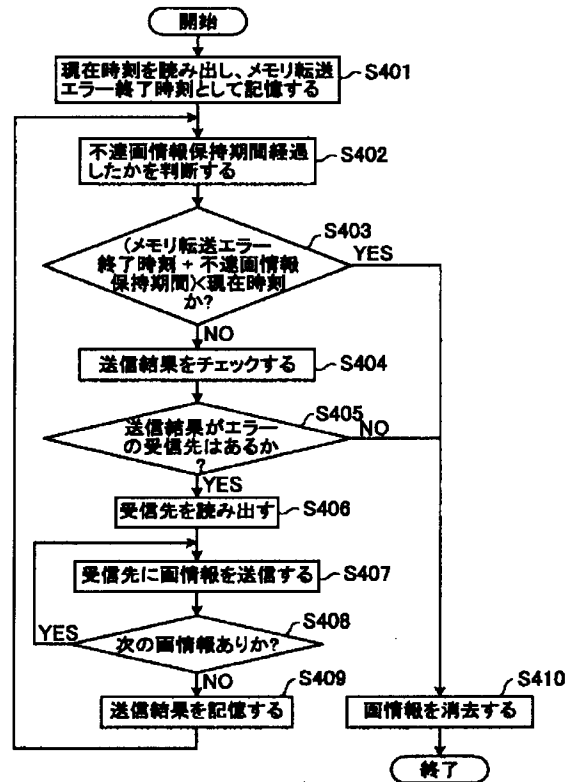 開始
現在時刻を読み出し、メモリ転送
エラー終了時刻として記憶する
S401
不達画情報保持期間経過
したかを判断する
S402
S403
(メモリ転送エラー
終了時刻 + 不達画情報
保持期間)<現在時刻
か?
YES
NO
送信結果をチェックする
S404
S405
送信結果がエラー
の受信先はあるか
?
NO
YES
受信先を読み出す
S406
受信先に画情報を送信する
S407
S408
次の画情報ありか?
YES
NO
S409
送信結果を記憶する
S410
画情報を消去する
終了